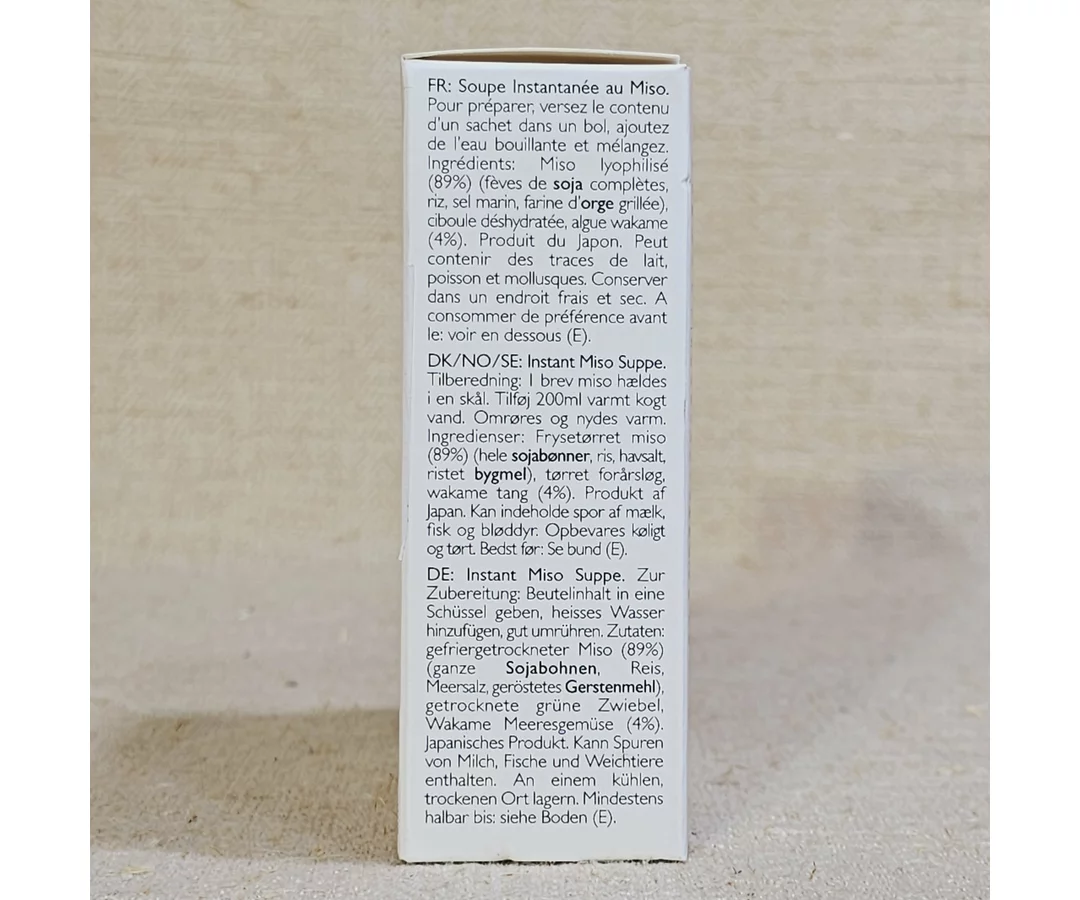 FR: Soupe Instantanée au Miso.
Pour préparer, versez le contenu
d'un sachet dans un bol, ajoutez
de l'eau bouillante et mélangez.
Ingrédients: Miso lyophilisé
(89%) (fèves de soja complètes,
riz, sel marin, farine d'orge grillée),
ciboule déshydratée, algue wakame
(4%). Produit du Japon. Peut
contenir des traces de lait,
poisson et mollusques. Conserver
dans un endroit frais et sec. A
consommer de préférence avant
le: voir en dessous (E).
DK/NO/SE: Instant Miso Suppe.
Tilberedning: 1 brev miso hældes
i en skål. Tilføj 200ml varmt kogt
vand. Omrøres og nydes varm.
Ingredienser: Frysetørret miso
(89%) (hele sojabønner, ris, havsalt,
ristet bygmel), tørret forårsløg,
wakame tang (4%). Produkt af
Japan. Kan indeholde spor af mælk,
fisk og bløddyr. Opbevares køligt
og tørt. Bedst før: Se bund (E).
DE: Instant Miso Suppe. Zur
Zubereitung: Beutelinhalt in eine
Schüssel geben, heisses Wasser
hinzufügen, gut umrühren. Zutaten:
gefriergetrockneter Miso (89%)
(ganze Sojabohnen, Reis,
Meersalz, geröstetes Gerstenmehl),
getrocknete grüne Zwiebel,
Wakame Meeresgemüse (4%).
Japanisches Produkt. Kann Spuren
von Milch, Fische und Weichtiere
enthalten. An einem kühlen,
trockenen Ort lagern. Mindestens
halbar bis: siehe Boden (E).